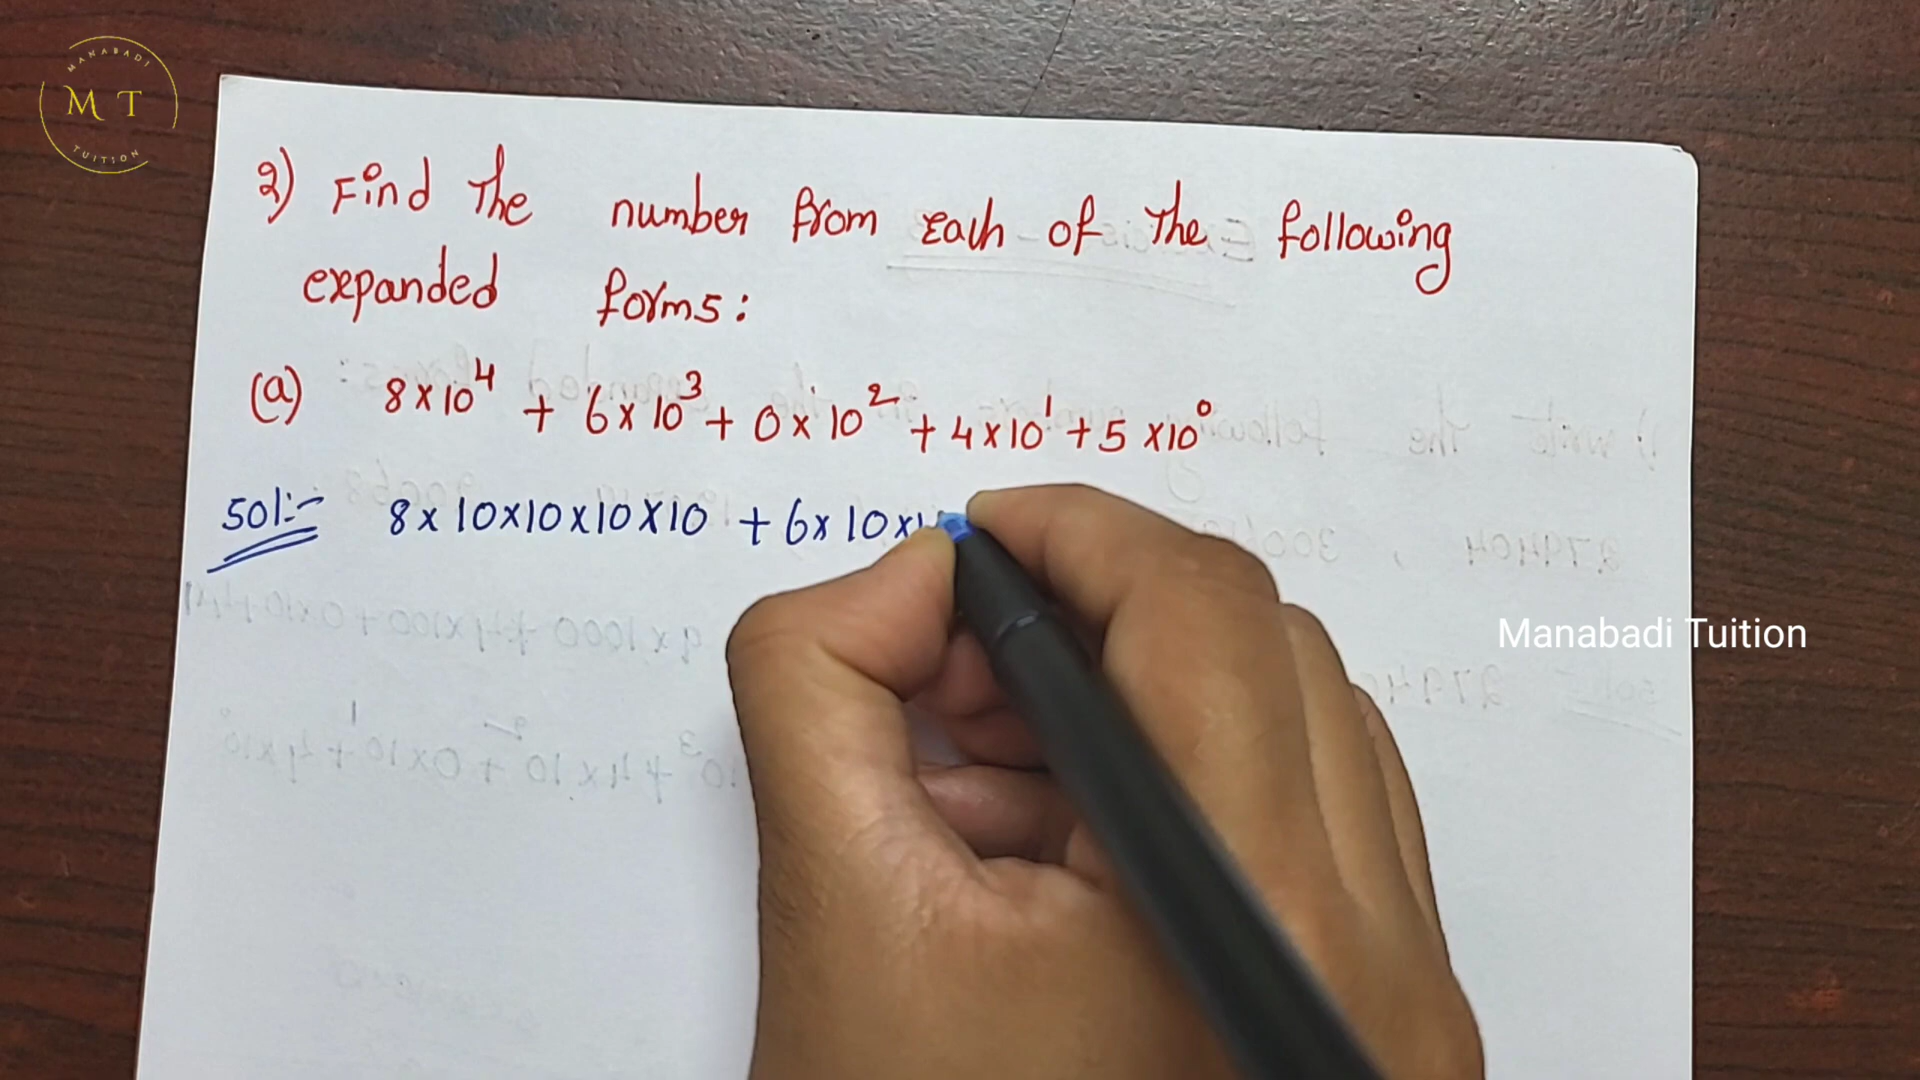 MANABADI
M T
TUITION
2) Find The number from Each of The following
expanded forms:
(a) 8×10⁴ + 6×10³ + 0×10² + 4×10¹ + 5×10⁰
Sol:- 8×10×10×10×10 + 6×10×
Manabadi Tuition